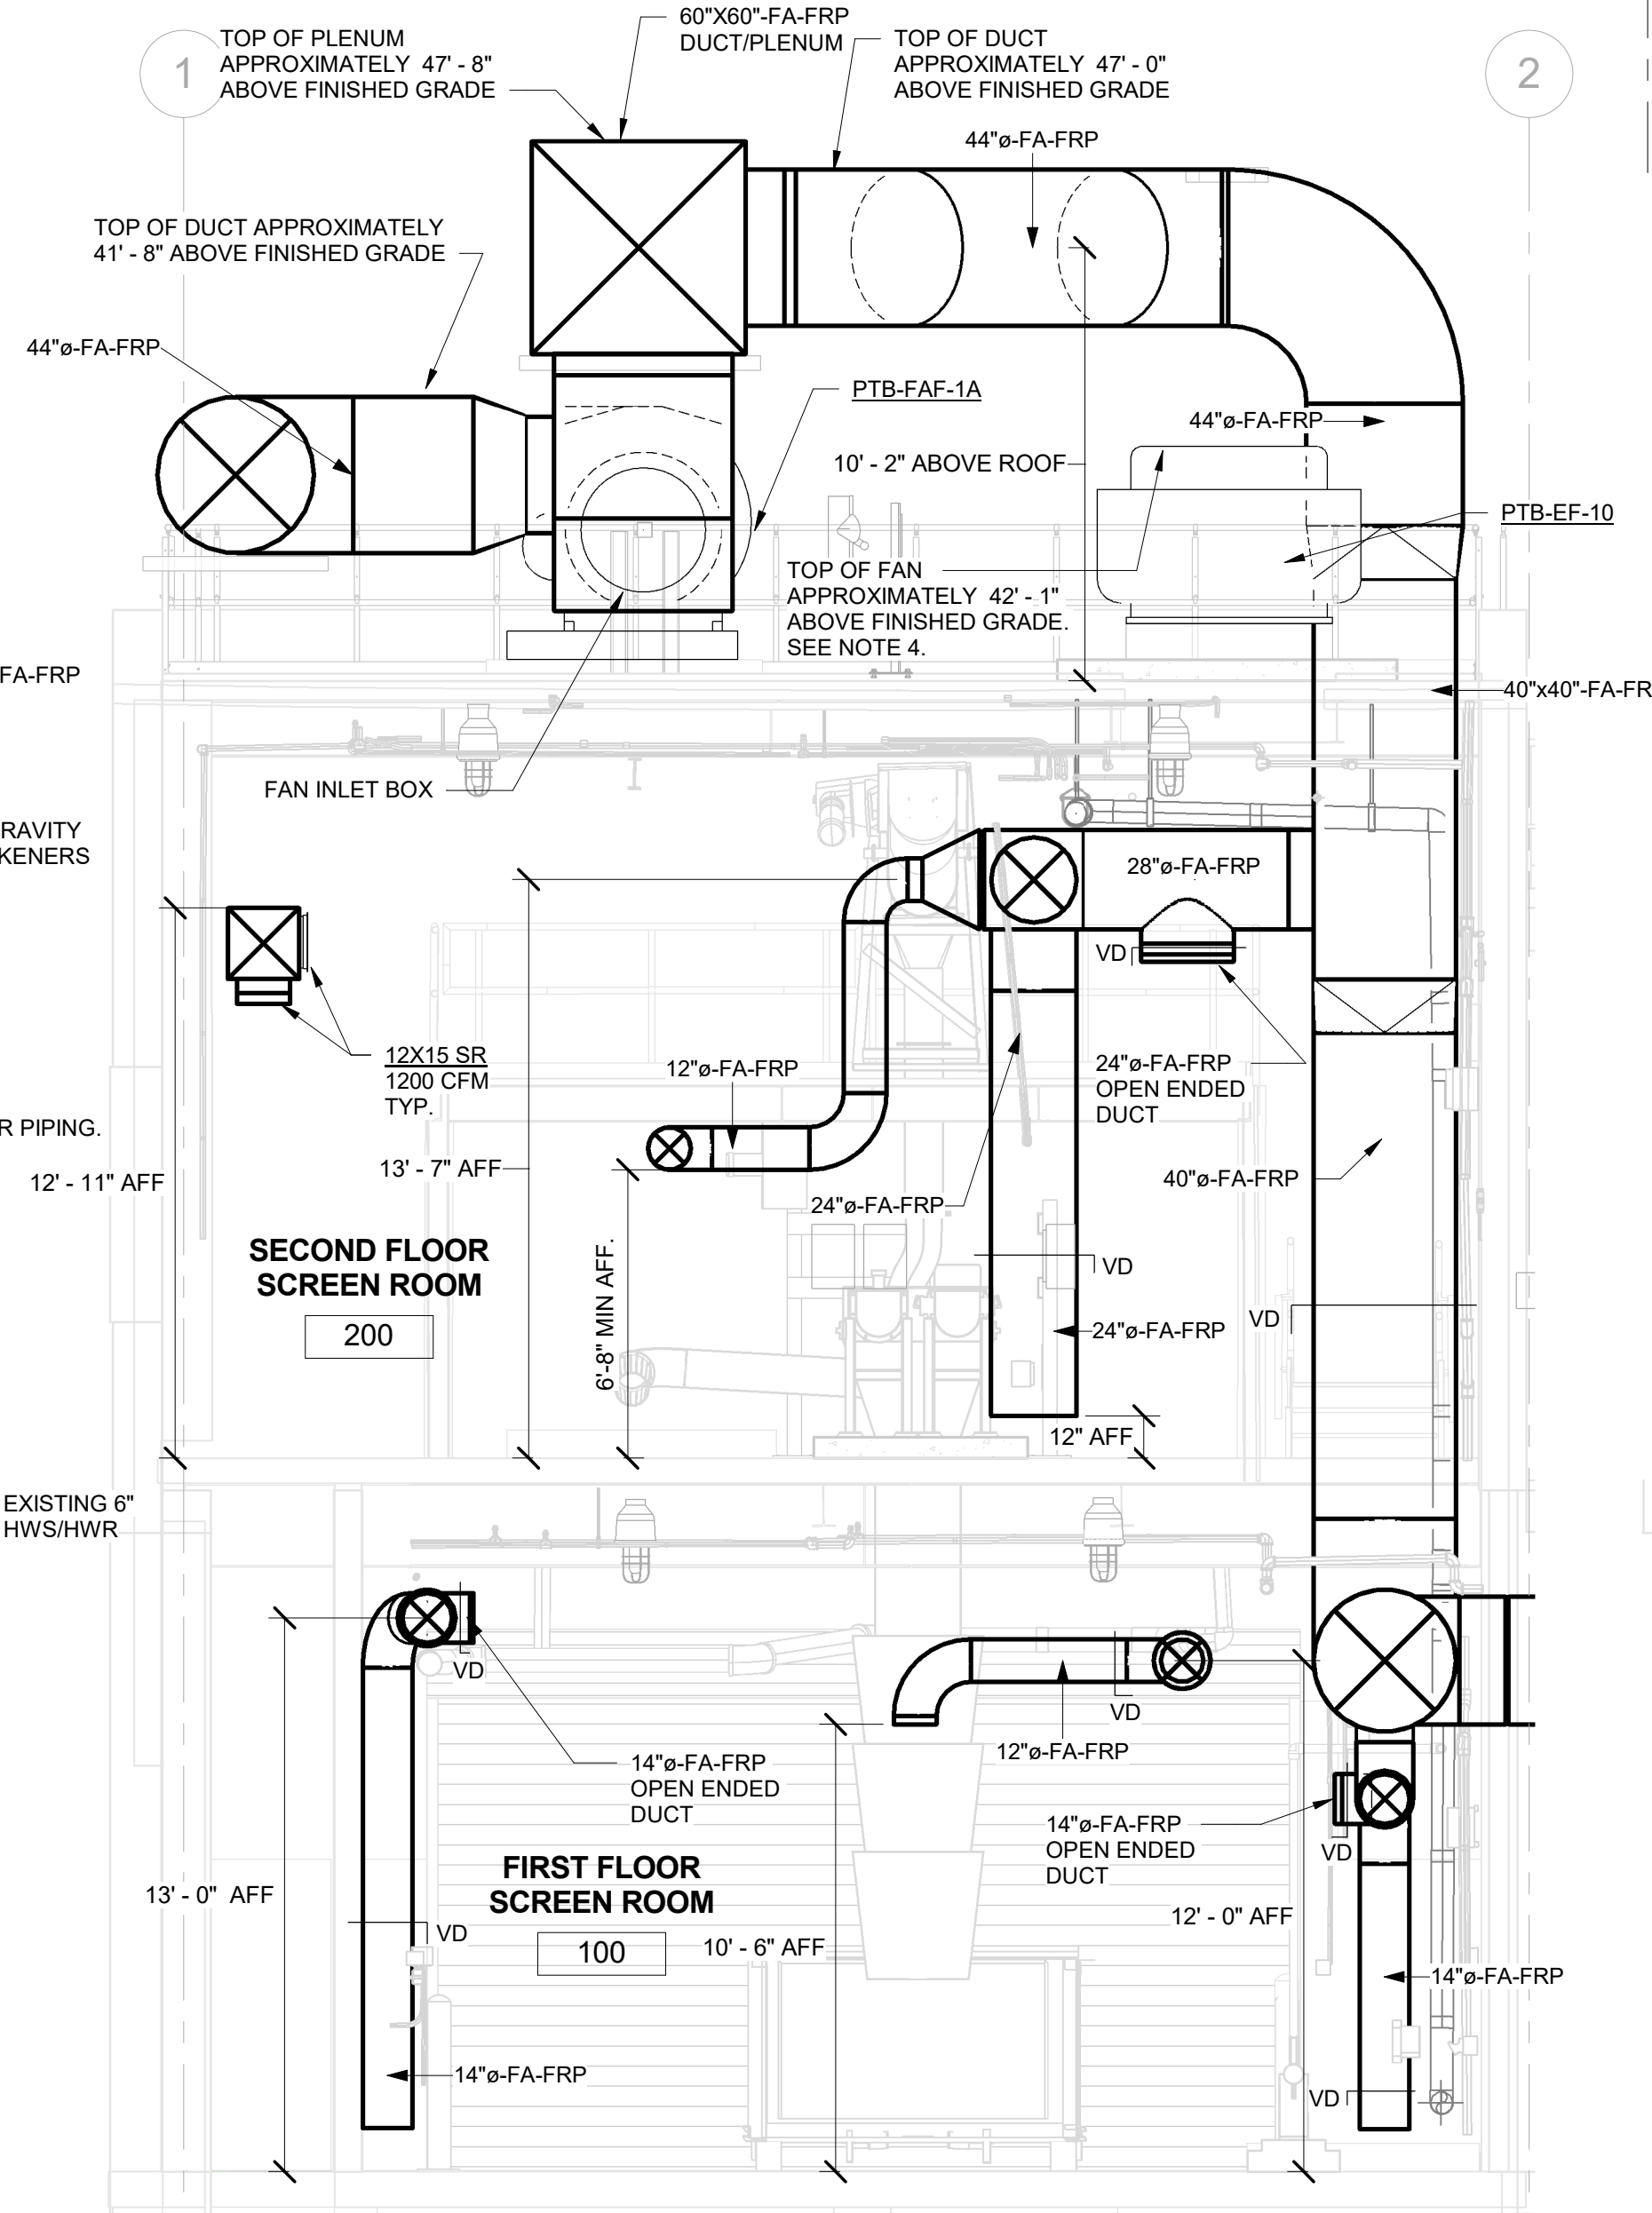 60"X60"-FA-FRP
DUCT/PLENUM
1
TOP OF PLENUM
APPROXIMATELY 47' - 8"
ABOVE FINISHED GRADE
TOP OF DUCT
APPROXIMATELY 47' - 0"
ABOVE FINISHED GRADE
2
44"ø-FA-FRP
TOP OF DUCT APPROXIMATELY
41' - 8" ABOVE FINISHED GRADE
44"ø-FA-FRP
PTB-FAF-1A
44"ø-FA-FRP
10' - 2" ABOVE ROOF
PTB-EF-10
TOP OF FAN
APPROXIMATELY 42' - 1"
ABOVE FINISHED GRADE.
SEE NOTE 4.
FA-FRP
40"x40"-FA-FR
FAN INLET BOX
RAVITY
KENERS
28"ø-FA-FRP
VD
12X15 SR
1200 CFM
TYP.
12"ø-FA-FRP
24"ø-FA-FRP
OPEN ENDED
DUCT
R PIPING.
12' - 11" AFF
13' - 7" AFF
40"ø-FA-FRP
24"ø-FA-FRP
SECOND FLOOR
SCREEN ROOM
200
6'-8" MIN AFF.
VD
VD
24"ø-FA-FRP
12" AFF
EXISTING 6"
HWS/HWR
VD
VD
12"ø-FA-FRP
14"ø-FA-FRP
OPEN ENDED
DUCT
14"ø-FA-FRP
OPEN ENDED
DUCT
VD
FIRST FLOOR
SCREEN ROOM
100
13' - 0" AFF
VD
10' - 6" AFF
12' - 0" AFF
14"ø-FA-FRP
14"ø-FA-FRP
VD